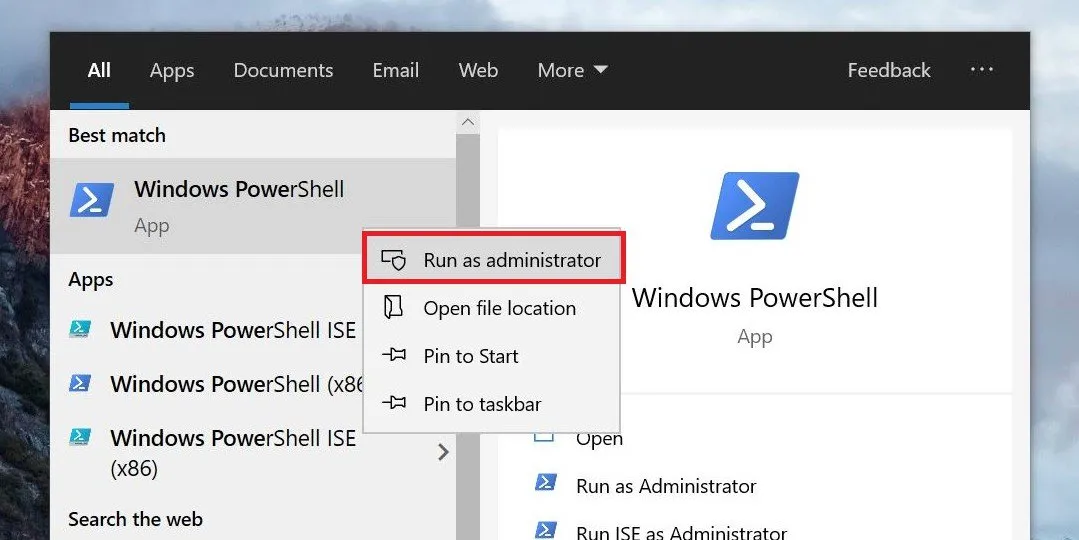 All Apps Documents Email Web More Feedback ...
Best match
Windows PowerShell
App
Apps
Windows PowerShell ISE
Windows PowerShell (x86
Windows PowerShell ISE
(x86)
Search the web
Run as administrator
Open file location
Pin to Start
Pin to taskbar
Windows PowerShell
App
Open
Run as Administrator
Run ISE as Administrator